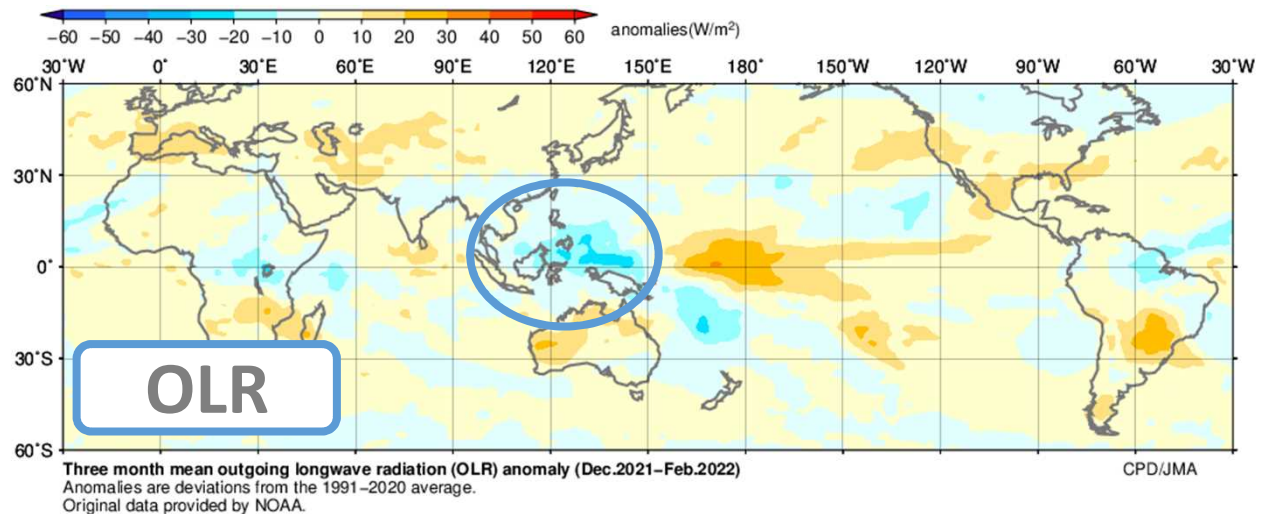 -60 -50 -40 -30 -20 -10 0 10 20 30 40 50 60 anomalies(W/m²)
30˚W 0˚ 30˚E 60˚E 90˚E 120˚E 150˚E 180˚ 150˚W 120˚W 90˚W 60˚W 30˚W
60˚N
30˚N
0˚
30˚S
OLR
60˚S
Three month mean outgoing longwave radiation (OLR) anomaly (Dec.2021–Feb.2022) CPD/JMA
Anomalies are deviations from the 1991–2020 average.
Original data provided by NOAA.